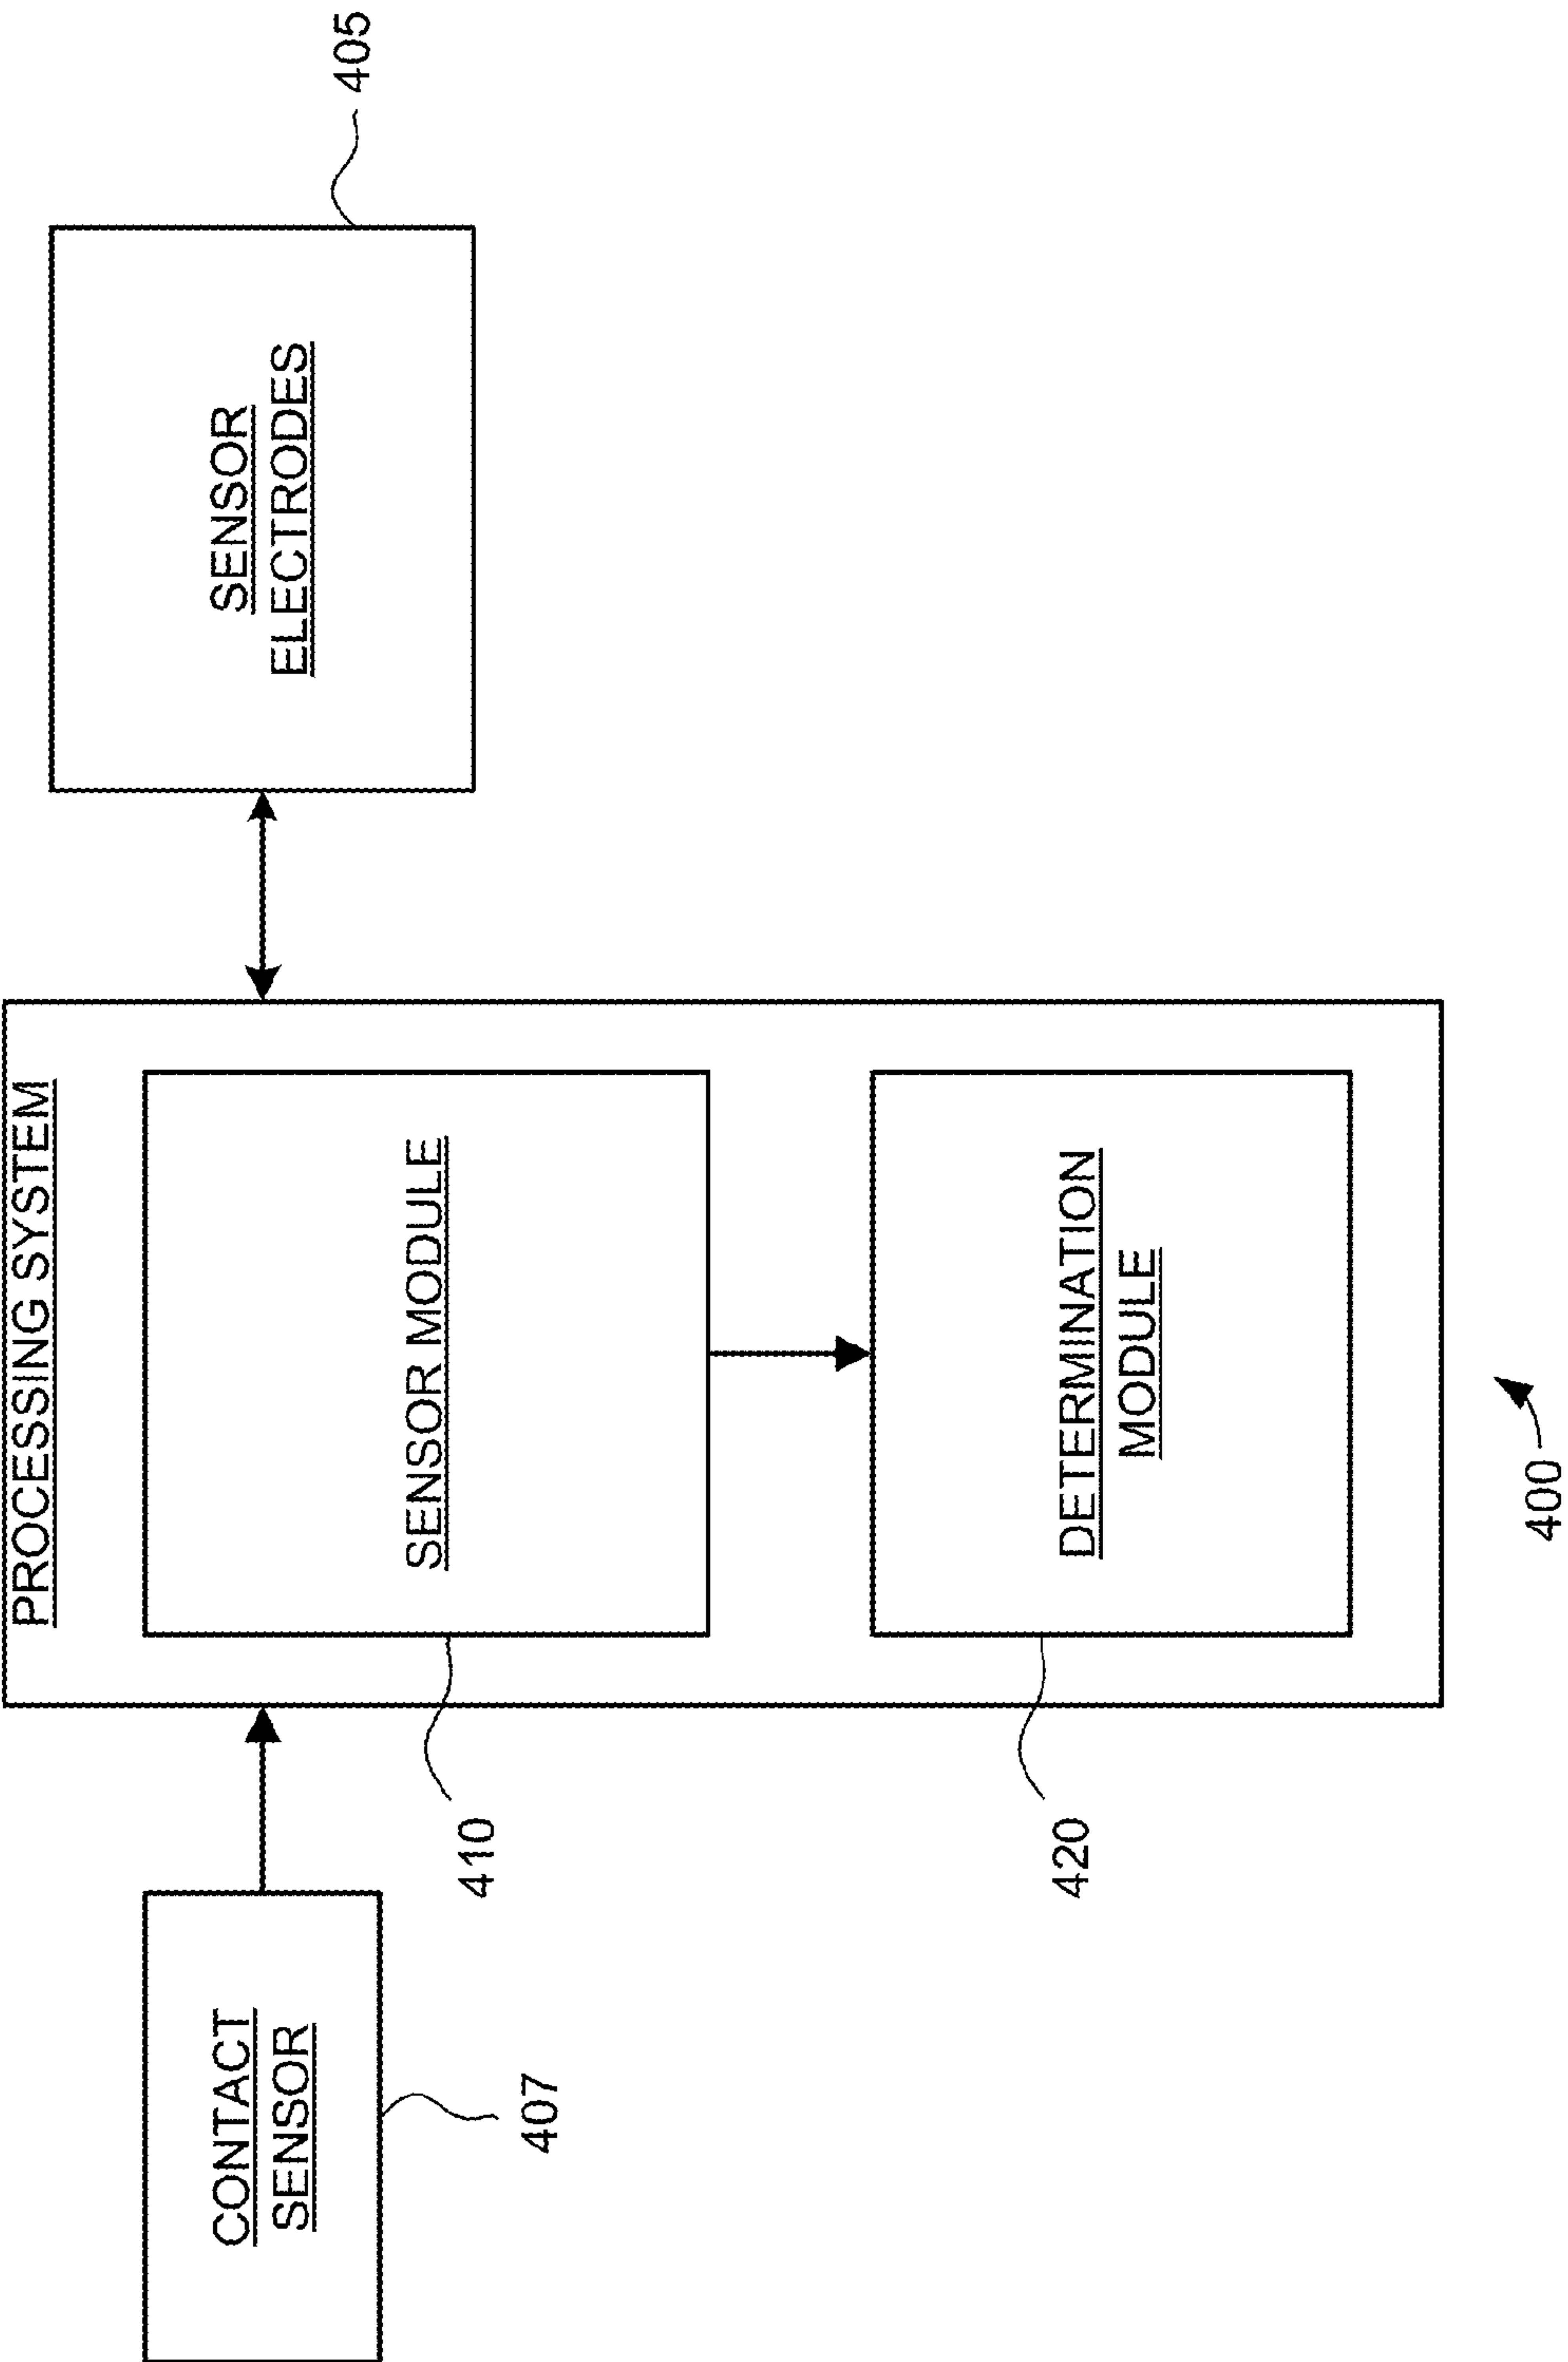 PROCESSING SYSTEM
CONTACT
SENSOR
407
SENSOR MODULE
410
SENSOR
ELECTRODES
405
DETERMINATION
MODULE
420
400